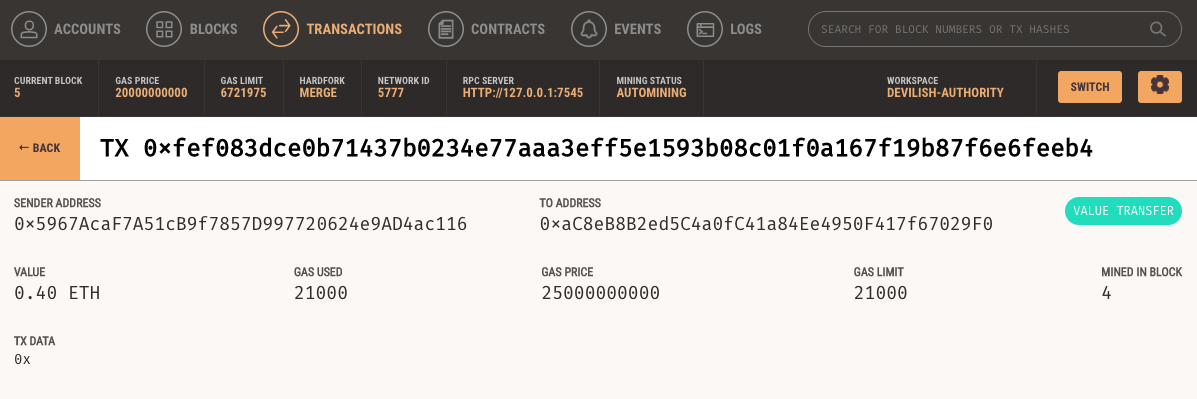 ACCOUNTS BLOCKS TRANSACTIONS CONTRACTS EVENTS LOGS SEARCH FOR BLOCK NUMBERS OR TX HASHES
CURRENT BLOCK GAS PRICE GAS LIMIT HARDFORK NETWORK ID RPC SERVER MINING STATUS WORKSPACE
5 20000000000 6721975 MERGE 5777 HTTP://127.0.0.1:7545 AUTOMINING DEVILISH-AUTHORITY SWITCH
← BACK TX 0×fef083dce0b71437b0234e77aaa3eff5e1593b08c01f0a167f19b87f6e6feeb4
SENDER ADDRESS TO ADDRESS
0×5967AcaF7A51cB9f7857D997720624e9AD4ac116 0×aC8eB8B2ed5C4a0fC41a84Ee4950F417f67029F0 VALUE TRANSFER
VALUE GAS USED GAS PRICE GAS LIMIT MINED IN BLOCK
0.40 ETH 21000 25000000000 21000 4
TX DATA
0x